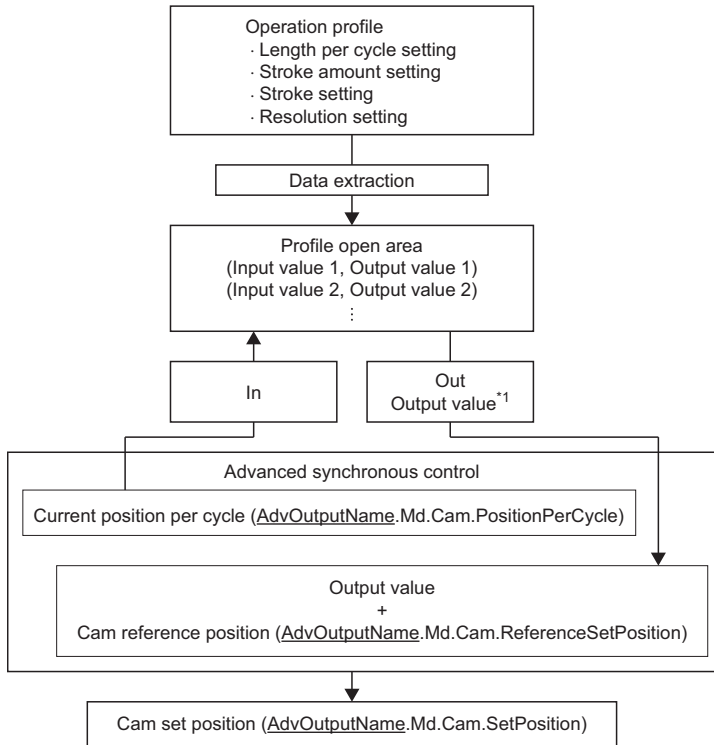 Operation profile
· Length per cycle setting
· Stroke amount setting
· Stroke setting
· Resolution setting
Data extraction
Profile open area
(Input value 1, Output value 1)
(Input value 2, Output value 2)
⋮
In
Out
Output value*1
Advanced synchronous control
Current position per cycle (AdvOutputName.Md.Cam.PositionPerCycle)
Output value
+
Cam reference position (AdvOutputName.Md.Cam.ReferenceSetPosition)
Cam set position (AdvOutputName.Md.Cam.SetPosition)